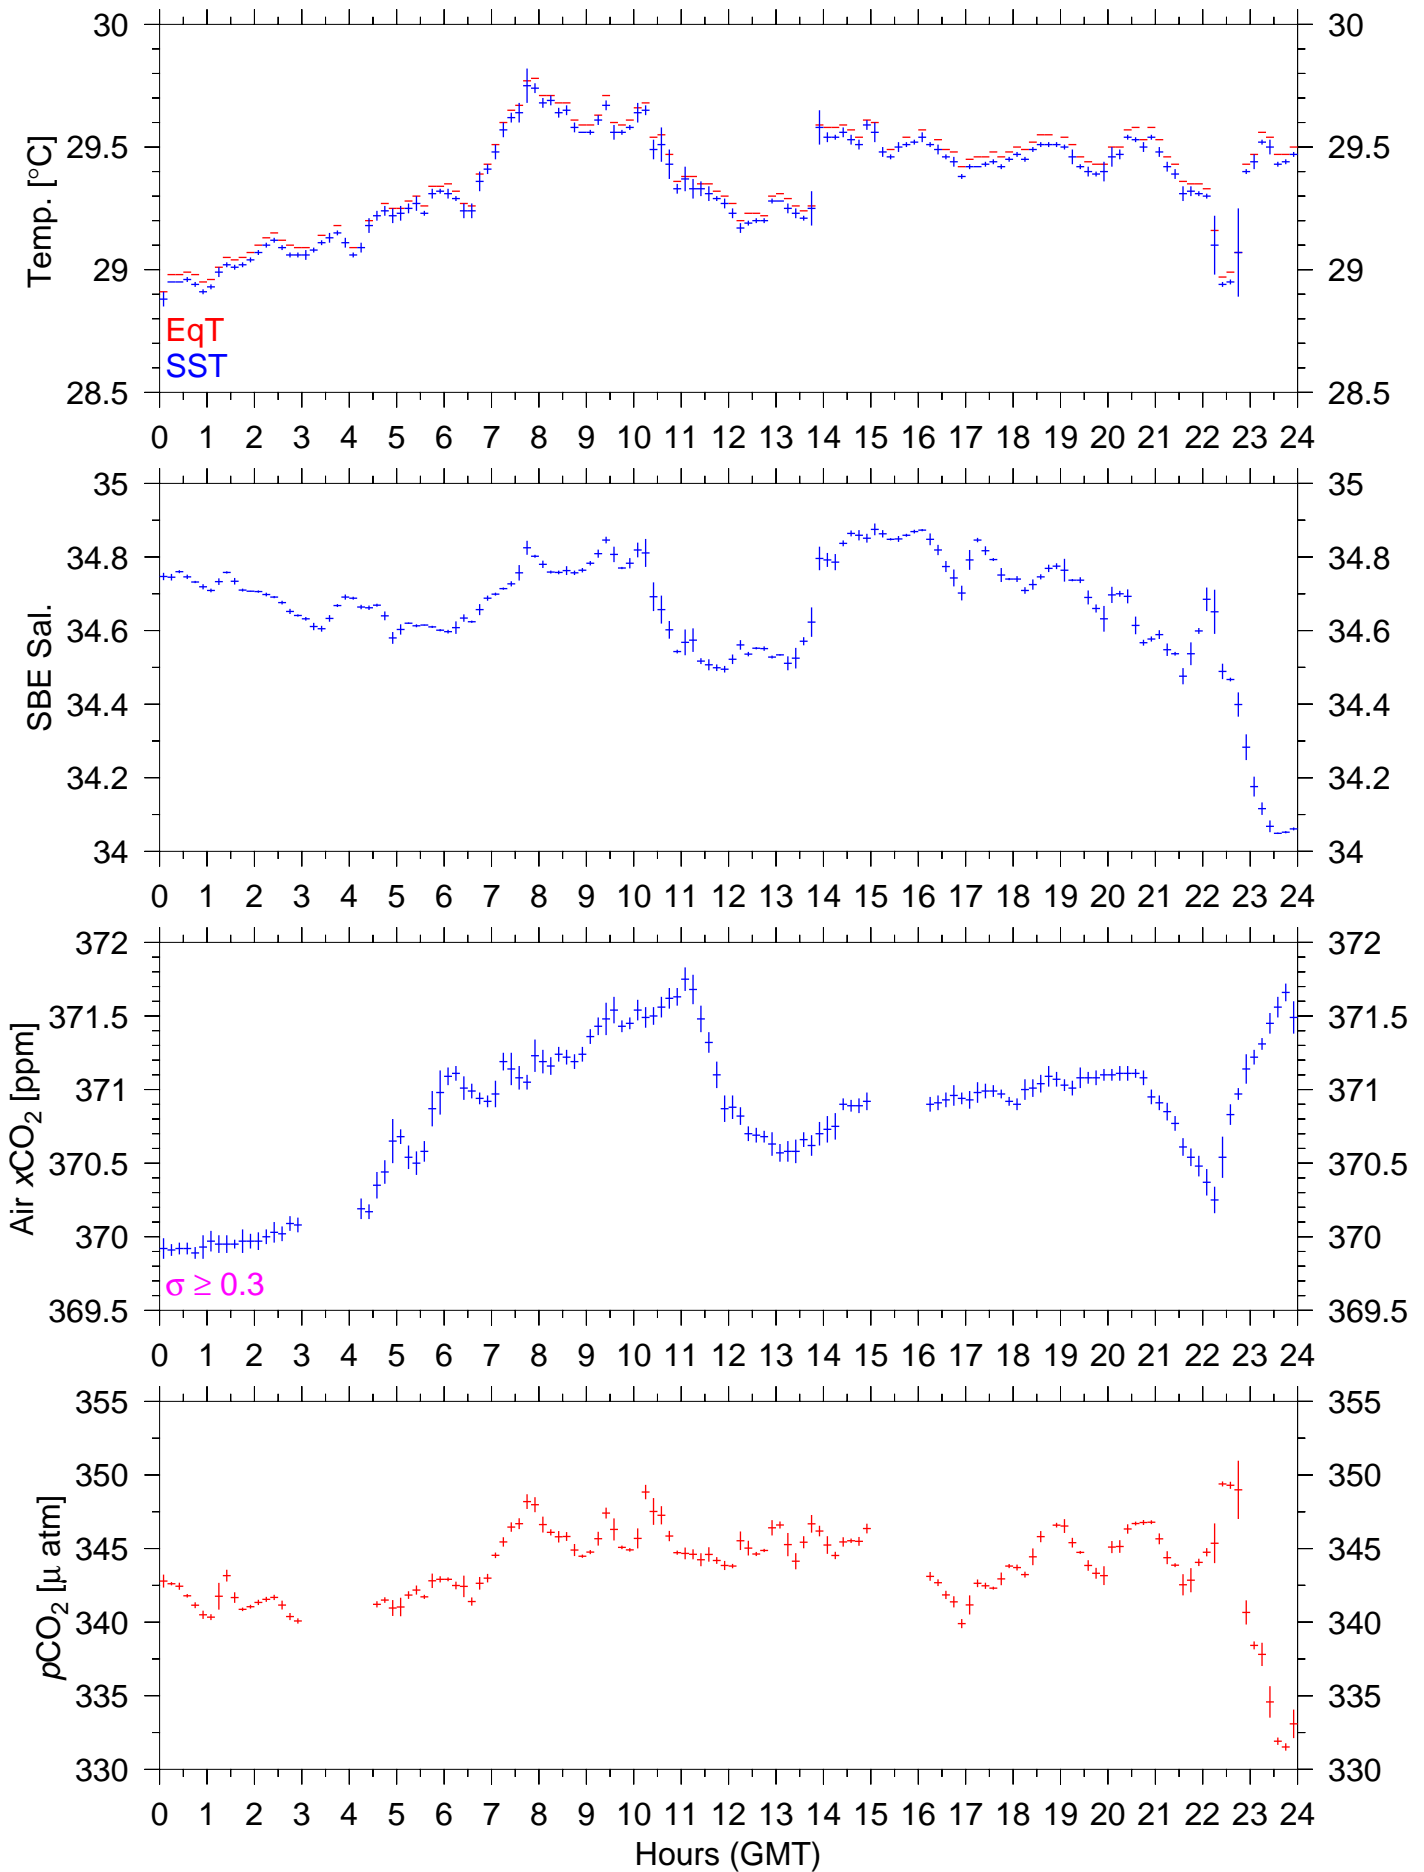 30 30
29.5 29.5
29 29
28.5 28.5
Temp. [°C]
EqT
SST
0 1 2 3 4 5 6 7 8 9 10 11 12 13 14 15 16 17 18 19 20 21 22 23 24
35 35
34.8 34.8
34.6 34.6
34.4 34.4
34.2 34.2
34 34
SBE Sal.
0 1 2 3 4 5 6 7 8 9 10 11 12 13 14 15 16 17 18 19 20 21 22 23 24
372 372
371.5 371.5
371 371
370.5 370.5
370 370
369.5 369.5
Air xCO₂ [ppm]
σ ≥ 0.3
0 1 2 3 4 5 6 7 8 9 10 11 12 13 14 15 16 17 18 19 20 21 22 23 24
355 355
350 350
345 345
340 340
335 335
330 330
pCO₂ [μ atm]
0 1 2 3 4 5 6 7 8 9 10 11 12 13 14 15 16 17 18 19 20 21 22 23 24
Hours (GMT)